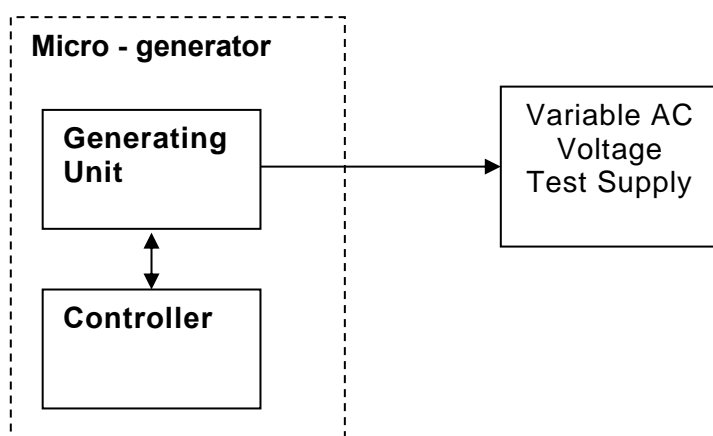 Micro - generator
Generating
Unit
Controller
Variable AC
Voltage
Test Supply